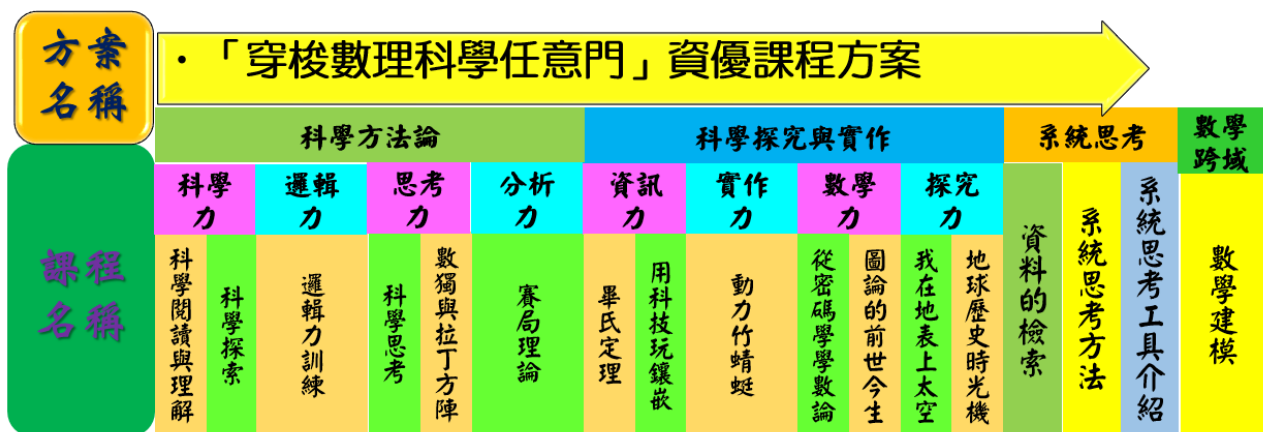 方案
名稱
・「穿梭數理科學任意門」資優課程方案
科學方法論
科學探究與實作
系統思考
數學
跨域
課程
名稱
科學
力
邏輯
力
思考
力
分析
力
資訊
力
實作
力
數學
力
探究
力
科學閱讀與理解
科學探索
邏輯力訓練
科學思考
數獨與拉丁方陣
賽局理論
畢氏定理
用科技玩鑲嵌
動力竹蜻蜓
從密碼學學數論
圖論的前世今生
我在地表上太空
地球歷史時光機
資料的檢索
系統思考方法
系統思考工具介紹
數學建模